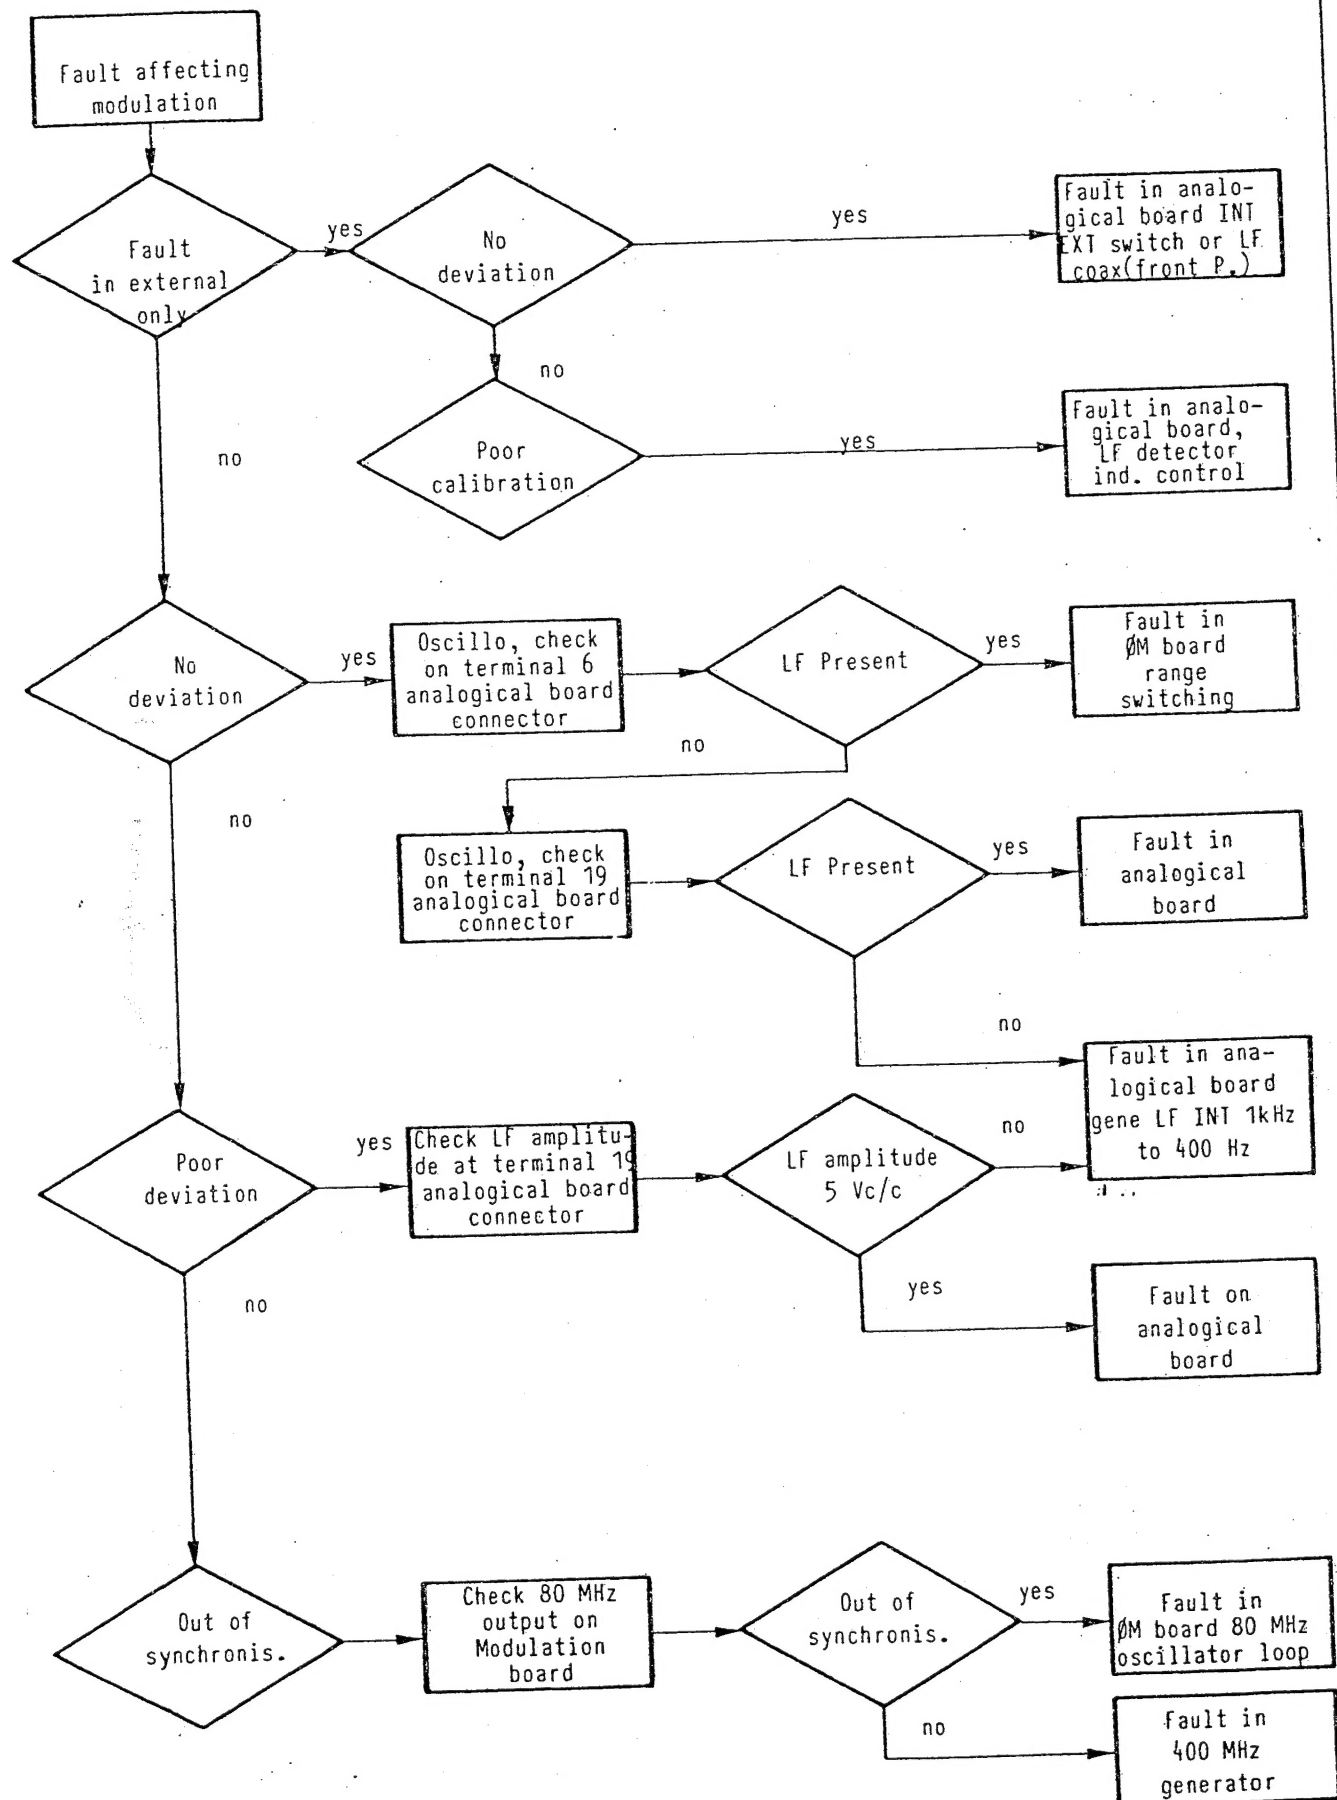 Fault affecting
modulation
Fault
in external
only
yes
No
deviation
yes
Fault in analo-
gical board INT
EXT switch or LF
coax(front P.)
no
no
Poor
calibration
yes
Fault in analo-
gical board,
LF detector
ind. control
No
deviation
yes
Oscillo, check
on terminal 6
analogical board
connector
LF Present
yes
Fault in
ØM board
range
switching
no
no
Oscillo, check
on terminal 19
analogical board
connector
LF Present
yes
Fault in
analogical
board
no
Fault in ana-
logical board
gene LF INT 1kHz
to 400 Hz
Poor
deviation
yes
Check LF amplitu-
de at terminal 19
analogical board
connector
LF amplitude
5 Vc/c
no
yes
Fault on
analogical
board
no
Out of
synchronis.
Check 80 MHz
output on
Modulation
board
Out of
synchronis.
yes
Fault in
ØM board 80 MHz
oscillator loop
no
Fault in
400 MHz
generator